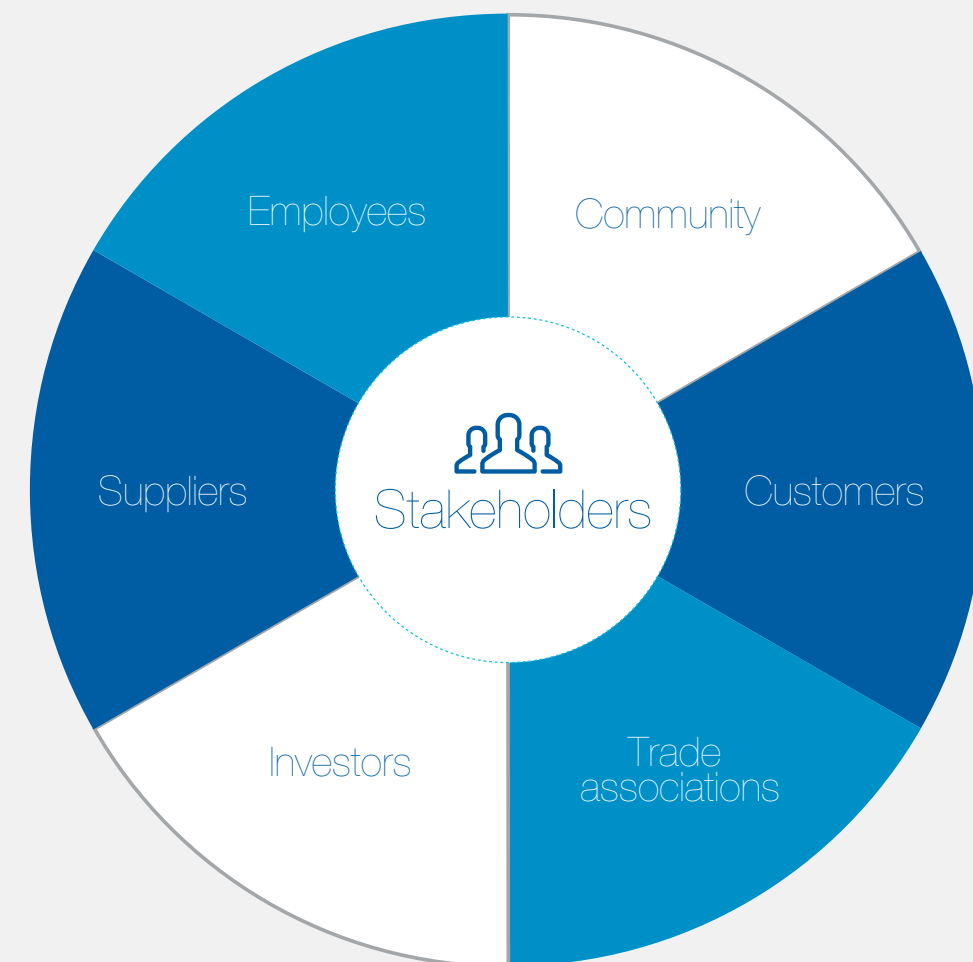 Employees
Community
Suppliers
Stakeholders
Customers
Investors
Trade
associations